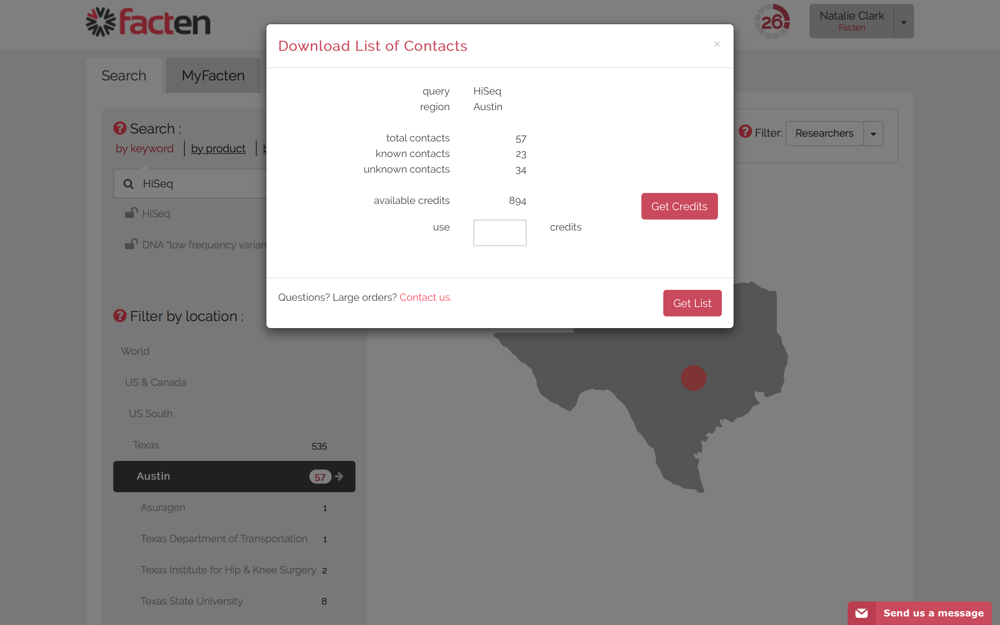 facten
26
Natalie Clark
Facten
Search
MyFacten
Download List of Contacts
×
query HiSeq
region Austin
total contacts 57
known contacts 23
unknown contacts 34
available credits 894
Get Credits
use credits
Questions? Large orders? Contact us.
Get List
Search :
by keyword
by product
HiSeq
HiSeq
DNA "low frequency varian
Filter: Researchers
Filter by location :
World
US & Canada
US South
Texas 535
Austin 57
Asuragen 1
Texas Department of Transportation 1
Texas Institute for Hip & Knee Surgery 2
Texas State University 8
Send us a message